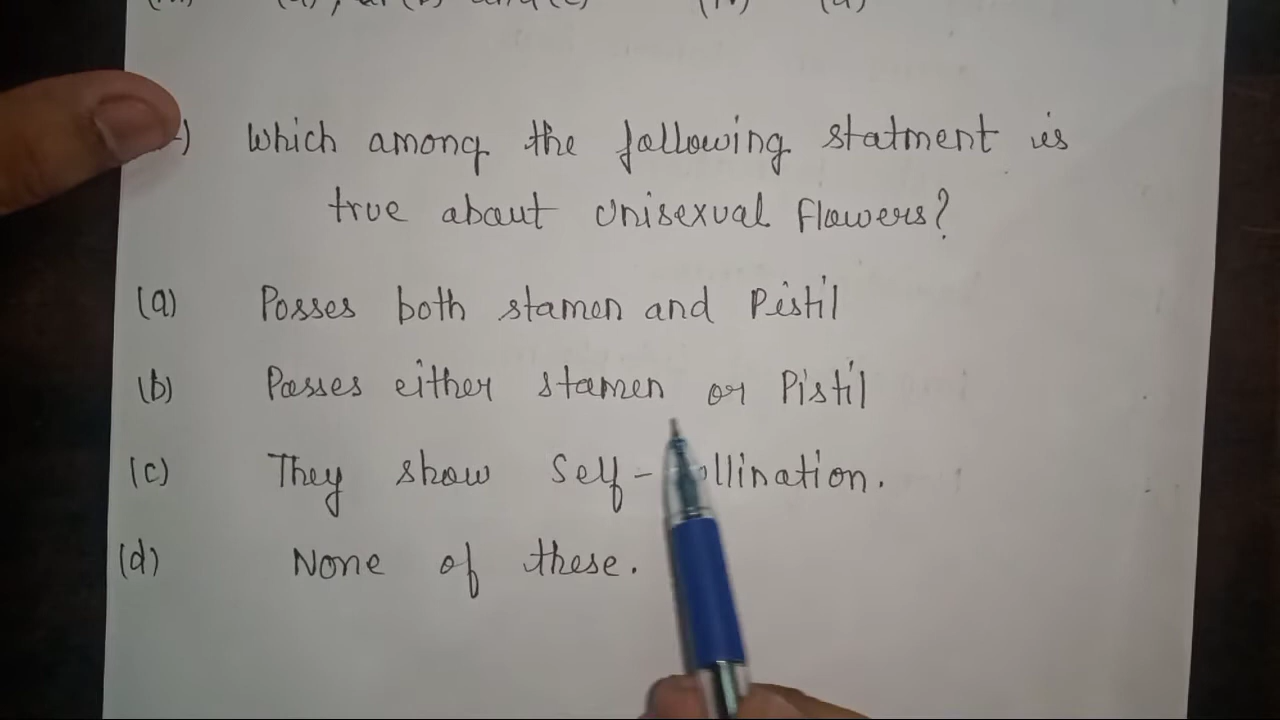 Which among the following statment is
true about Unisexual Flowers?
(a) Posses both stamen and Pistil
(b) Posses either stamen or Pistil
(c) They show Self-ollination.
(d) None of these.